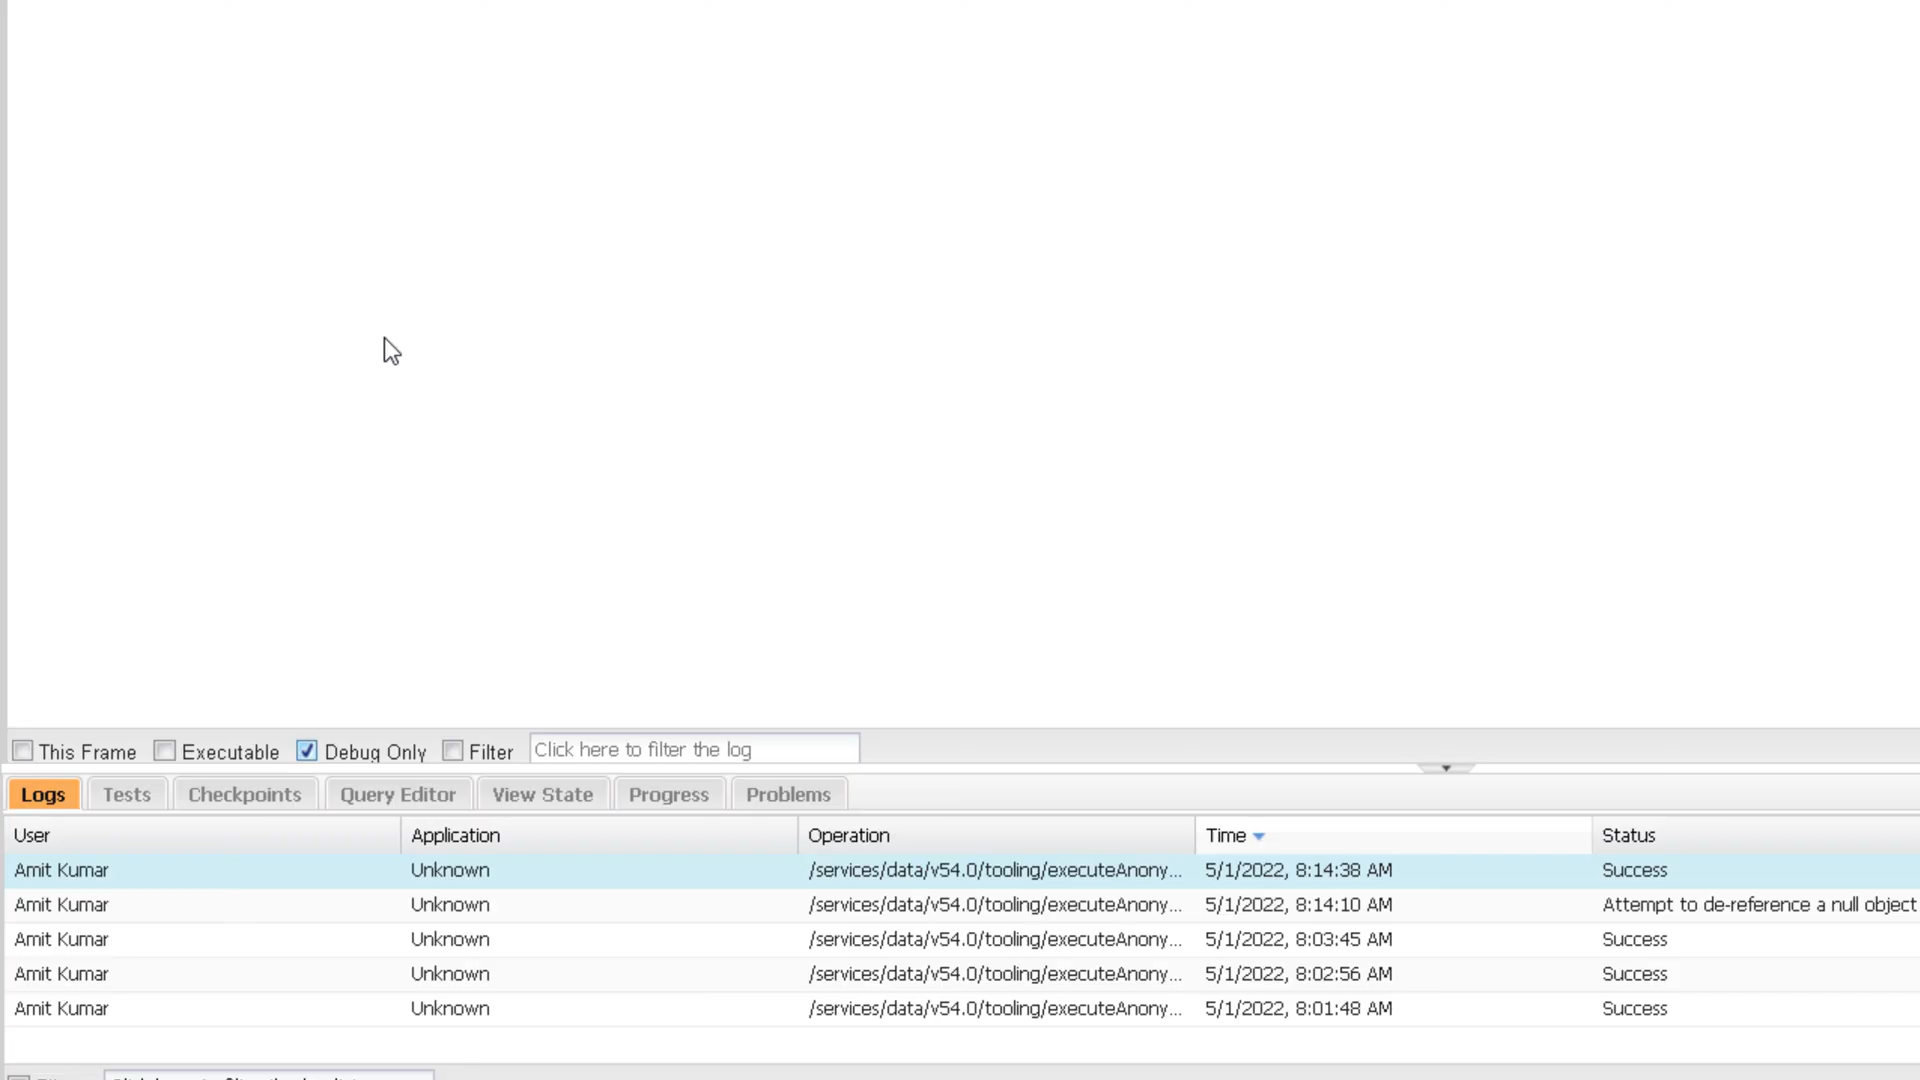 This Frame Executable Debug Only Filter Click here to filter the log
Logs Tests Checkpoints Query Editor View State Progress Problems
User Application Operation Time Status
Amit Kumar Unknown /services/data/v54.0/tooling/executeAnony... 5/1/2022, 8:14:38 AM Success
Amit Kumar Unknown /services/data/v54.0/tooling/executeAnony... 5/1/2022, 8:14:10 AM Attempt to de-reference a null object
Amit Kumar Unknown /services/data/v54.0/tooling/executeAnony... 5/1/2022, 8:03:45 AM Success
Amit Kumar Unknown /services/data/v54.0/tooling/executeAnony... 5/1/2022, 8:02:56 AM Success
Amit Kumar Unknown /services/data/v54.0/tooling/executeAnony... 5/1/2022, 8:01:48 AM Success